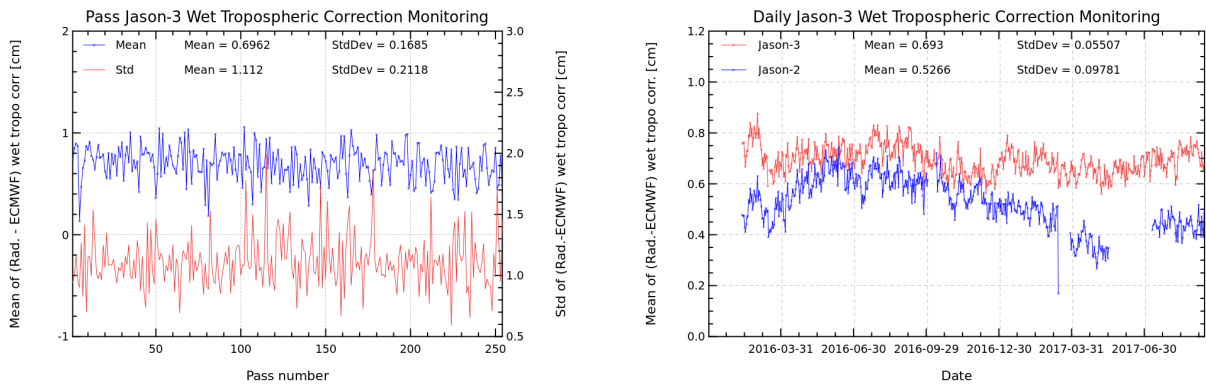 Pass Jason-3 Wet Tropospheric Correction Monitoring
Mean Mean = 0.6962 StdDev = 0.1685
Std Mean = 1.112 StdDev = 0.2118
Mean of (Rad. - ECMWF) wet tropo corr [cm]
2
1
0
-1
3.0
2.5
2.0
1.5
1.0
0.5
Std of (Rad.-ECMWF) wet tropo corr [cm]
50 100 150 200 250
Pass number
Daily Jason-3 Wet Tropospheric Correction Monitoring
Jason-3 Mean = 0.693 StdDev = 0.05507
Jason-2 Mean = 0.5266 StdDev = 0.09781
Mean of (Rad.-ECMWF) wet tropo corr. [cm]
1.2
1.0
0.8
0.6
0.4
0.2
0.0
2016-03-31 2016-06-30 2016-09-29 2016-12-30 2017-03-31 2017-06-30
Date